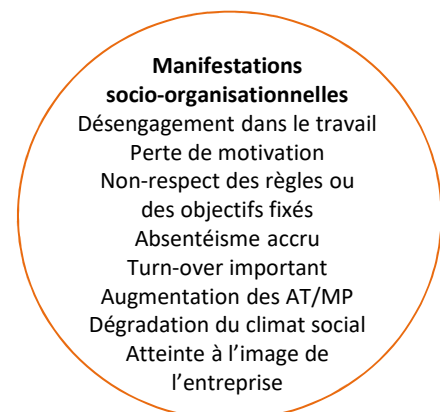 Manifestations
socio-organisationnelles
Désengagement dans le travail
Perte de motivation
Non-respect des règles ou
des objectifs fixés
Absentéisme accru
Turn-over important
Augmentation des AT/MP
Dégradation du climat social
Atteinte à l’image de
l’entreprise